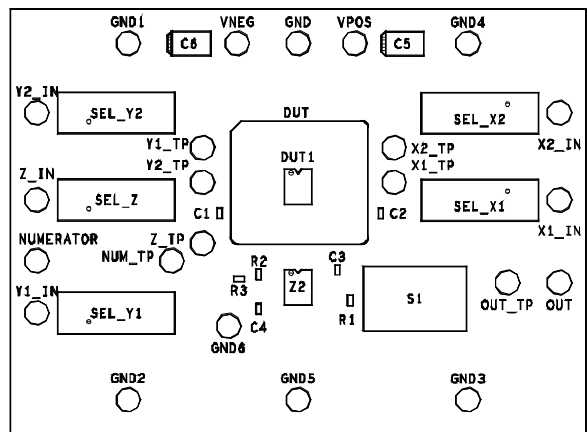 GND1 VNEG GND VPOS GND4
C6 C5
Y2_IN
SEL_Y2
DUT
SEL_X2
X2_IN
Y1_TP
X2_TP
Y2_TP
DUT1
X1_TP
Z_IN
SEL_Z
C1
C2
SEL_X1
X1_IN
NUMERATOR
Z_TP
NUM_TP
R2
C3
R3
Z2
S1
OUT_TP
OUT
Y1_IN
SEL_Y1
C4
R1
GND6
GND2 GND5 GND3